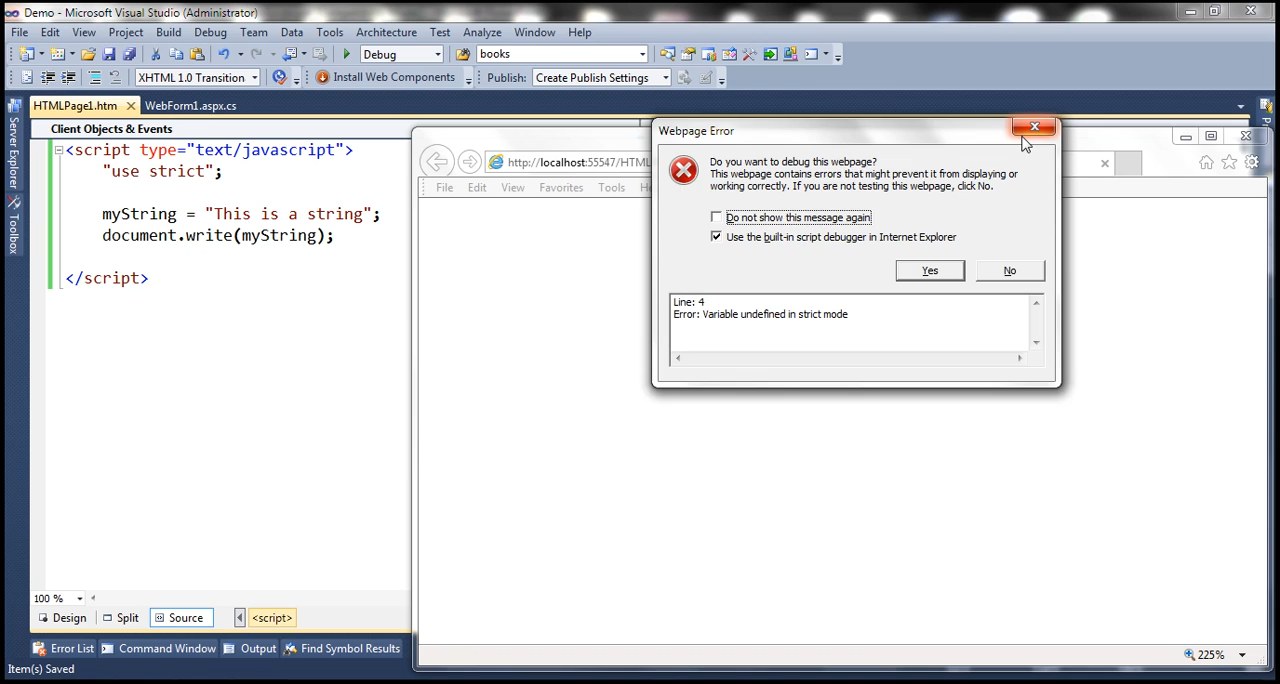 Demo - Microsoft Visual Studio (Administrator)
File Edit View Project Build Debug Team Data Tools Architecture Test Analyze Window Help
Debug books
XHTML 1.0 Transition Install Web Components Publish: Create Publish Settings
HTMLPage1.htm WebForm1.aspx.cs
Client Objects & Events
Server Explorer
Toolbox
<script type="text/javascript">
"use strict";
myString = "This is a string";
document.write(myString);
</script>
http://localhost:55547/HTML
File Edit View Favorites Tools
Webpage Error
Do you want to debug this webpage?
This webpage contains errors that might prevent it from displaying or
working correctly. If you are not testing this webpage, click No.
Do not show this message again
Use the built-in script debugger in Internet Explorer
Yes No
Line: 4
Error: Variable undefined in strict mode
100 %
Design Split Source <script>
Error List Command Window Output Find Symbol Results
225%
Item(s) Saved